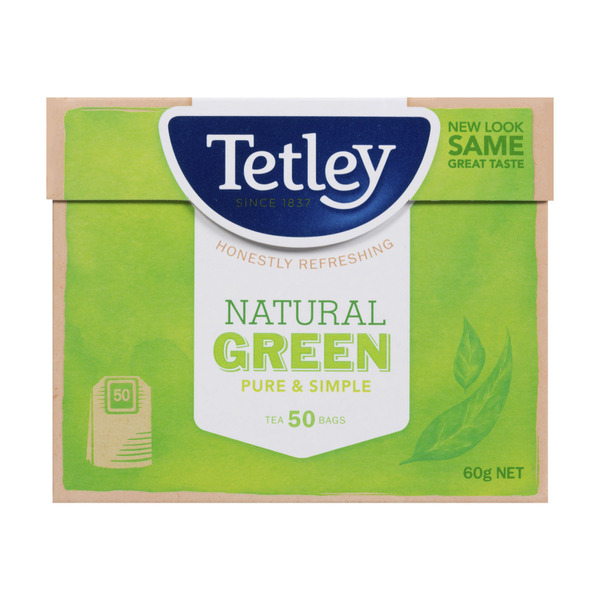 Tetley
SINCE 1837
NEW LOOK
SAME
GREAT TASTE
HONESTLY REFRESHING
NATURAL
GREEN
PURE & SIMPLE
TEA 50 BAGS
50
60g NET